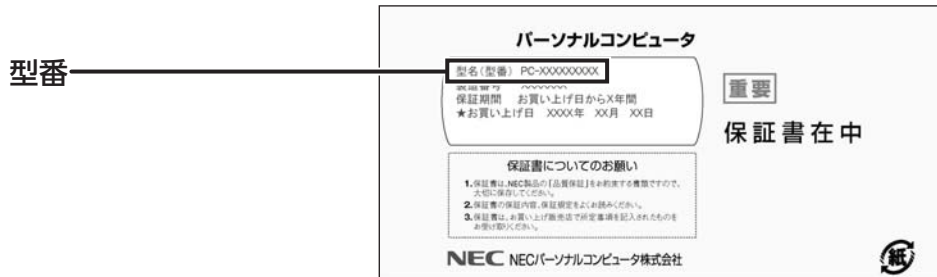 パーソナルコンピュータ
型番
型名(型番) PC-XXXXXXXXX
製造番号 XXXXXXX
保証期間 お買い上げ日からX年間
★お買い上げ日 XXXX年 XX月 XX日
重要
保証書在中
保証書についてのお願い
1.保証書は、NEC製品の「品質保証」をお約束する書類ですので、
大切に保存してください。
2.保証書の保証内容、保証規定をよくお読みください。
3.保証書は、お買い上げ販売店で所定事項を記入されたものを
お受け取りください。
NEC NECパーソナルコンピュータ株式会社
紙